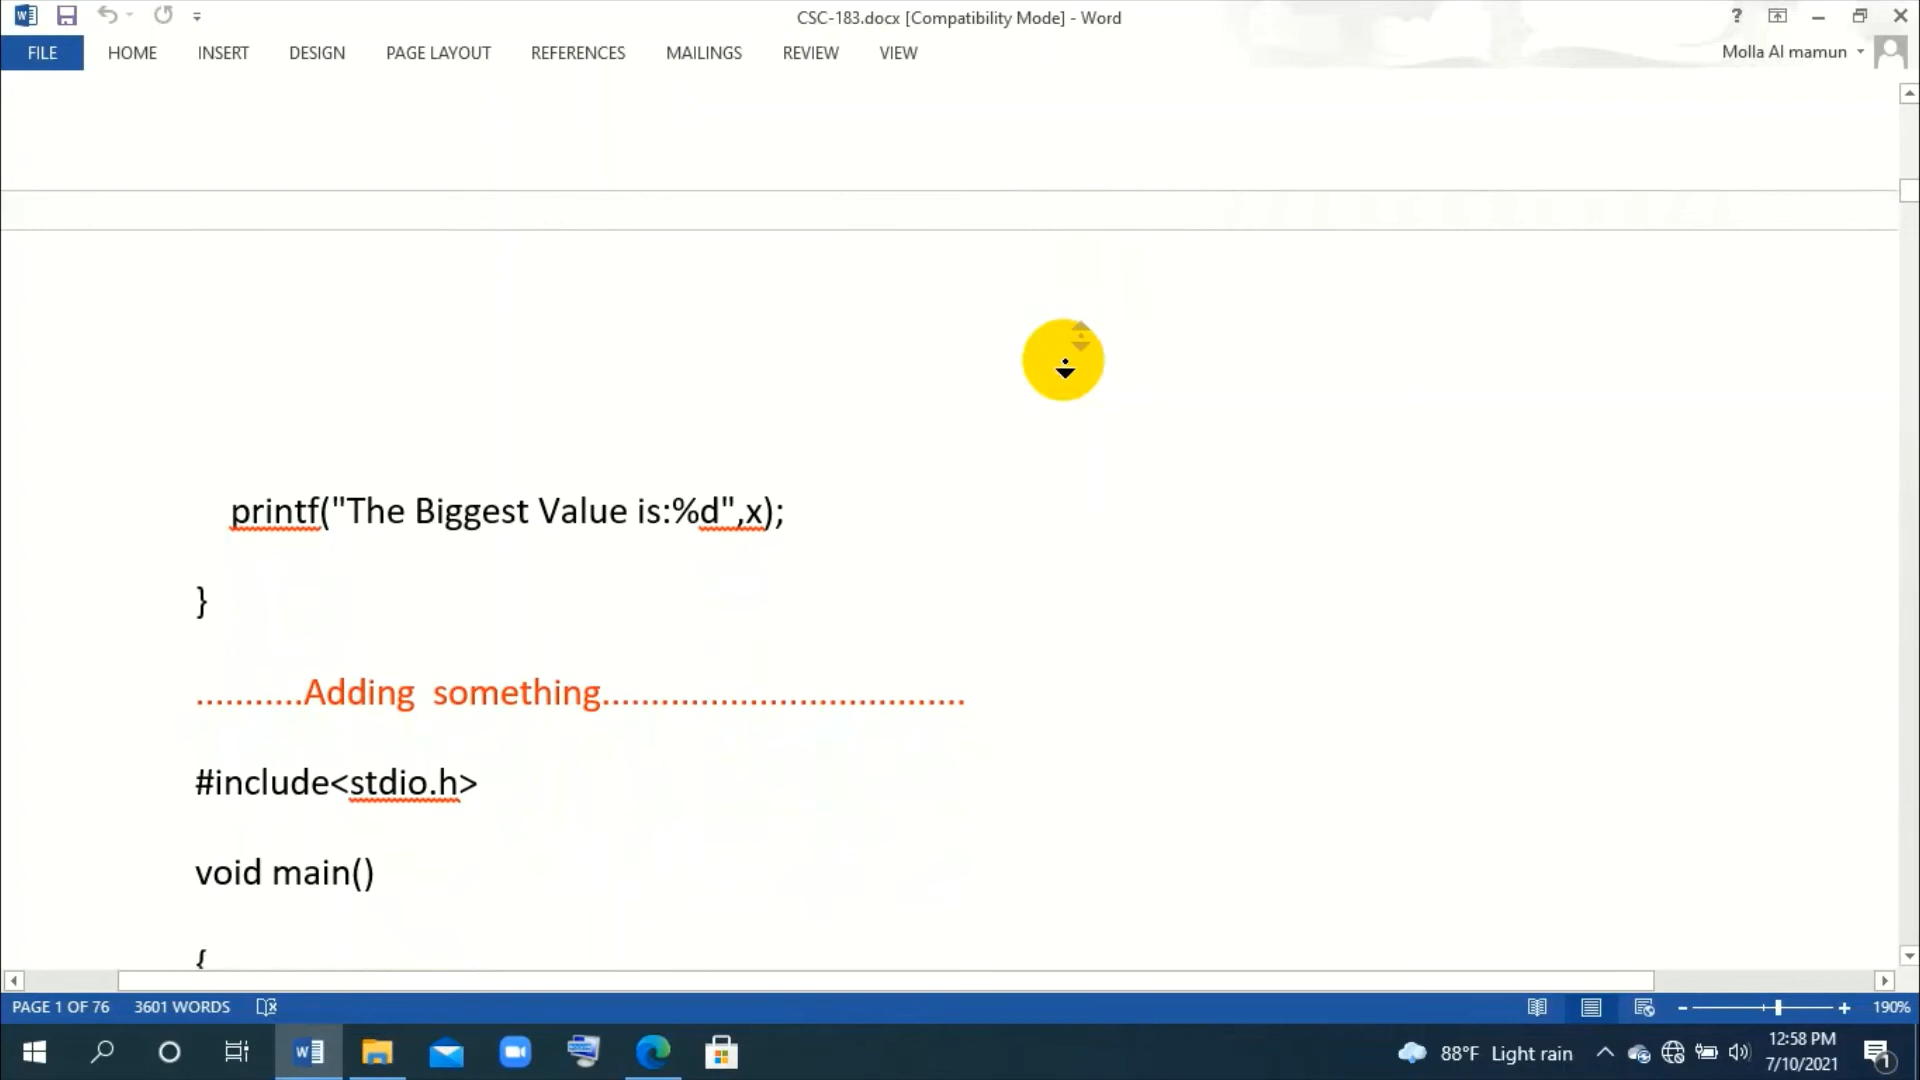 CSC-183.docx [Compatibility Mode] - Word
?
FILE HOME INSERT DESIGN PAGE LAYOUT REFERENCES MAILINGS REVIEW VIEW Molla Al mamun
printf("The Biggest Value is:%d",x);
}
...........Adding  something.....................................
#include<stdio.h>
void main()
{
PAGE 1 OF 76 3601 WORDS 190%
88°F Light rain 12:58 PM
7/10/2021
1